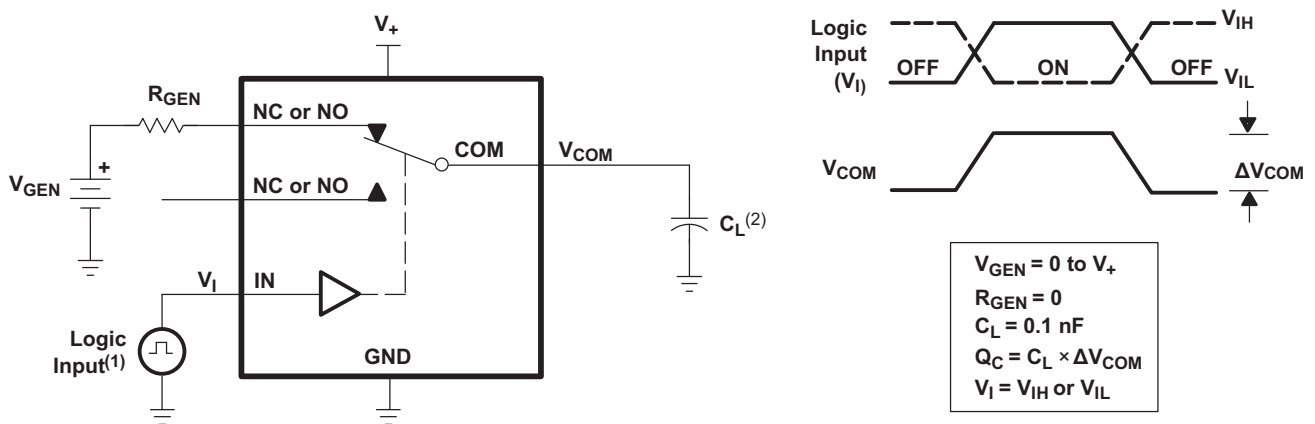 V+
RGEN
NC or NO
COM
VCOM
VGEN
+
NC or NO
CL(2)
VI
IN
Logic
Input(1)
GND
Logic
Input
(VI)
OFF
ON
OFF
VIH
VIL
VCOM
ΔVCOM
VGEN = 0 to V+
RGEN = 0
CL = 0.1 nF
QC = CL × ΔVCOM
VI = VIH or VIL